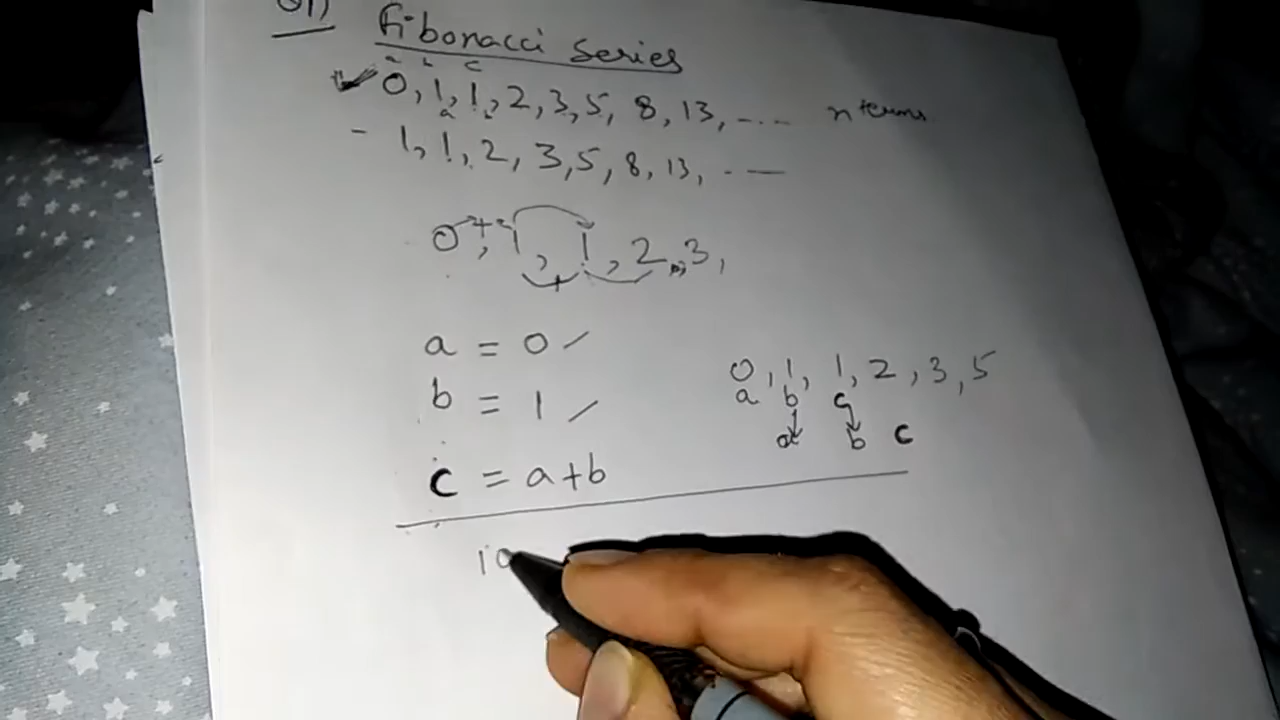 Q1)
Fibonacci Series
a b c
0, 1, 1, 2, 3, 5, 8, 13, .... n terms
a b
- 1, 1, 2, 3, 5, 8, 13, . —
0 + 1, 1, 2, 3,
+
a = 0
b = 1
c = a+b
0, 1, 1, 2, 3, 5
a b c
a b c
10